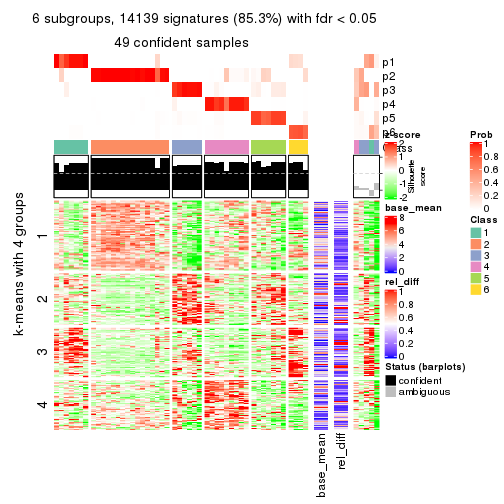 6 subgroups, 14139 signatures (85.3%) with fdr < 0.05
49 confident samples
p1
p2
p3
p4
p5
p6
Class
1
2
3
4
k-means with 4 groups
base_mean
rel_diff
z-score
2
1
0
-1
-2
Silhouette
score
base_mean
8
6
4
2
0
rel_diff
1
0.8
0.6
0.4
0.2
0
Status (barplots)
confident
ambiguous
Prob
1
0.8
0.6
0.4
0.2
0
Class
1
2
3
4
5
6